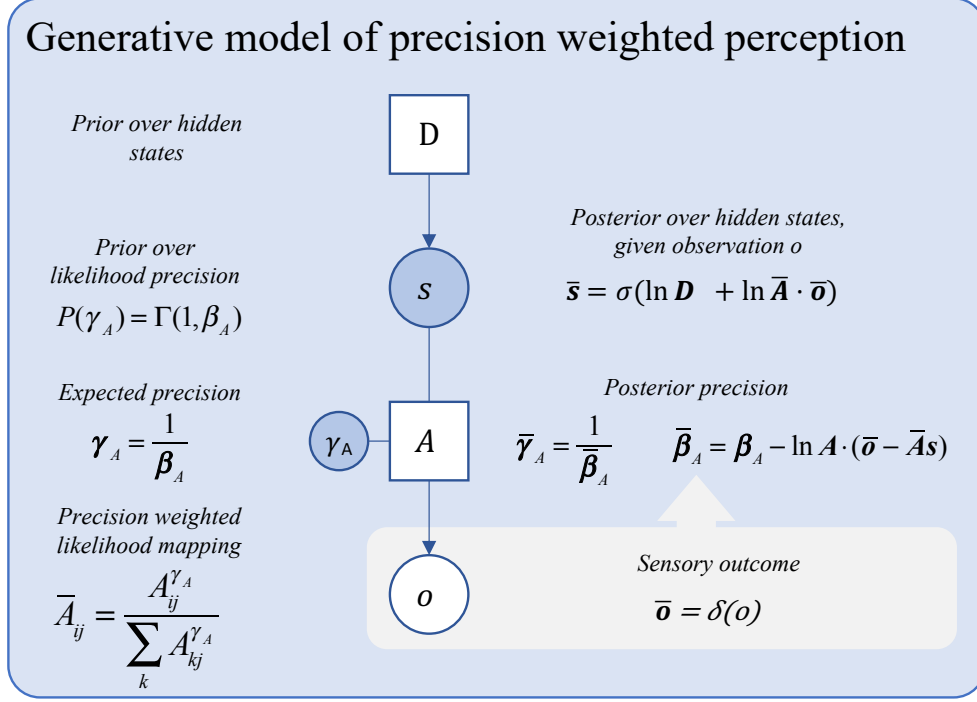 Generative model of precision weighted perception
Prior over hidden
states
D
Prior over
likelihood precision
P(γ_A) = Γ(1, β_A)
s
Posterior over hidden states,
given observation o
s̄ = σ(ln D + ln Ā · ō)
Expected precision
γ_A = 1/β_A
γ_A
A
Posterior precision
γ̄_A = 1/β̄_A
β̄_A = β_A − ln A · (ō − Ās)
Precision weighted
likelihood mapping
Ā_ij = A_ij^γ_A / ∑_k A_kj^γ_A
o
Sensory outcome
ō = δ(o)